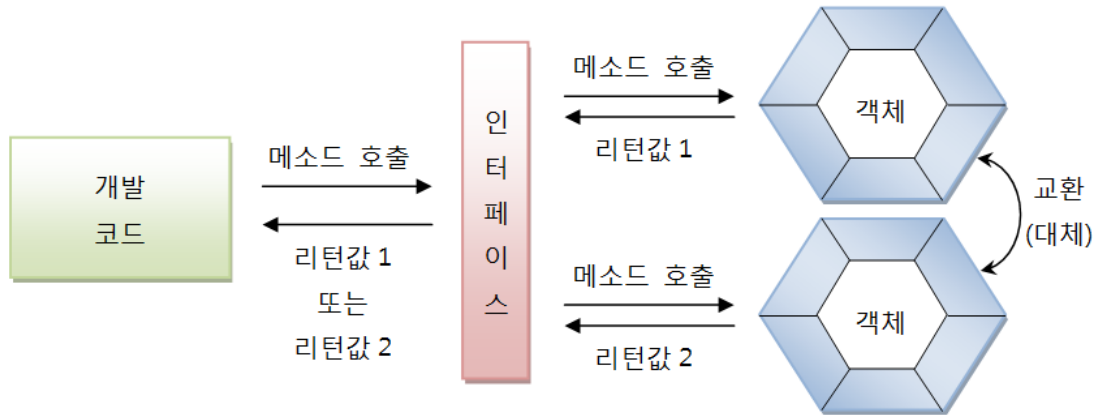 개발
코드
메소드 호출
리턴값 1
또는
리턴값 2
인
터
페
이
스
메소드 호출
리턴값 1
객체
메소드 호출
리턴값 2
객체
교환
(대체)